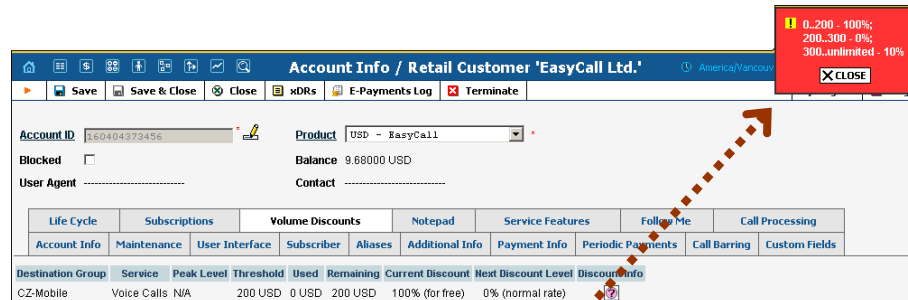 ! 0..200 - 100%;
200..300 - 0%;
300..unlimited - 10%
X CLOSE
Account Info / Retail Customer 'EasyCall Ltd.'
Save Save & Close Close xDRs E-Payments Log Terminate
Account ID 160404373456 * Product USD - EasyCall *
Blocked Balance 9.68000 USD
User Agent ---------------------------- Contact ----------------------------
Life Cycle Subscriptions Volume Discounts Notepad Service Features Follow Me Call Processing
Account Info Maintenance User Interface Subscriber Aliases Additional Info Payment Info Periodic Payments Call Barring Custom Fields
Destination Group Service Peak Level Threshold Used Remaining Current Discount Next Discount Level Discount Info
CZ-Mobile Voice Calls N/A 200 USD 0 USD 200 USD 100% (for free) 0% (normal rate) ?